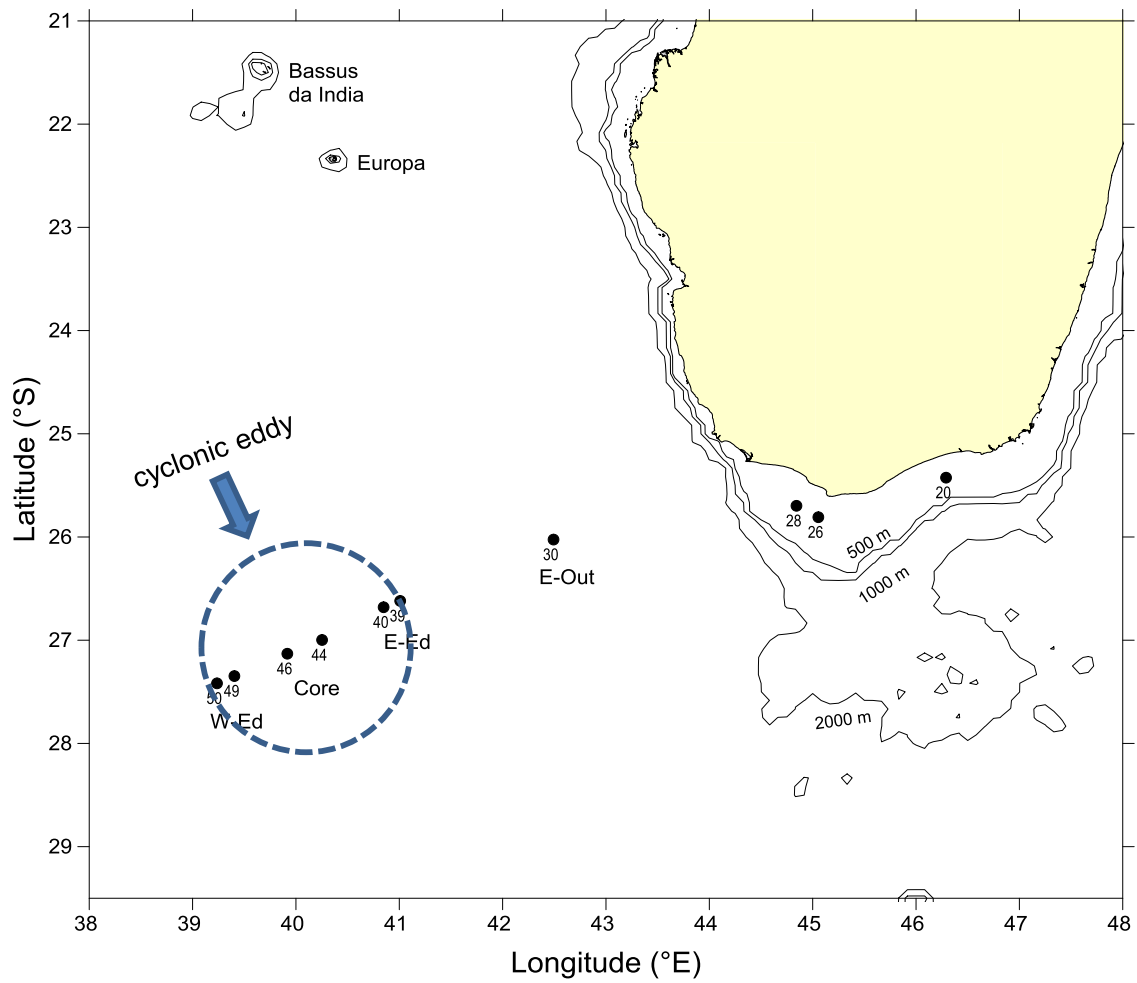 21
22
23
24
25
26
27
28
29
38
39
40
41
42
43
44
45
46
47
48
Latitude (°S)
Longitude (°E)
Bassus
da India
Europa
cyclonic eddy
20
28
26
500 m
1000 m
2000 m
30
E-Out
39
40
E-Ed
44
46
Core
49
50
W-Ed